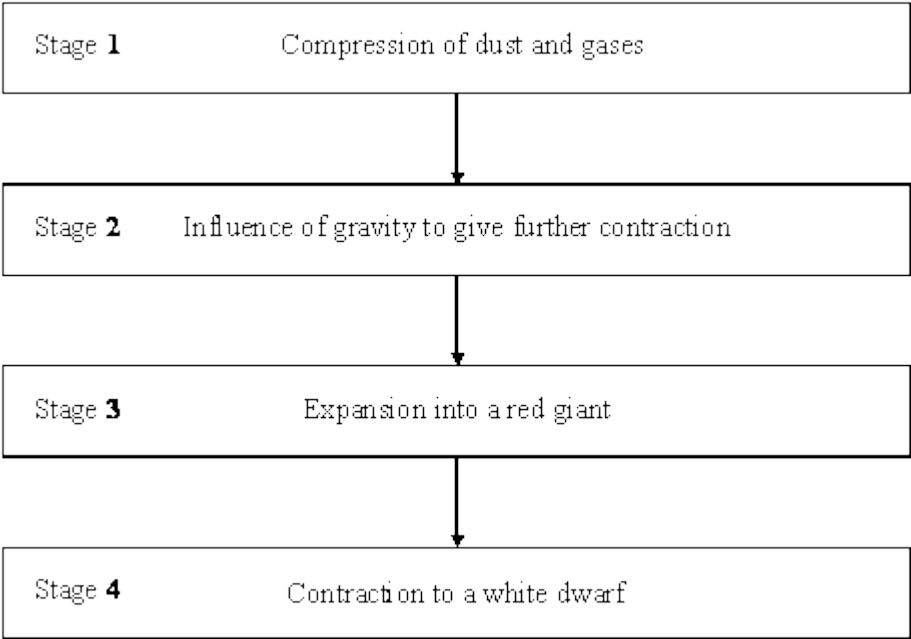 Stage 1 Compression of dust and gases
Stage 2 Influence of gravity to give further contraction
Stage 3 Expansion into a red giant
Stage 4 Contraction to a white dwarf